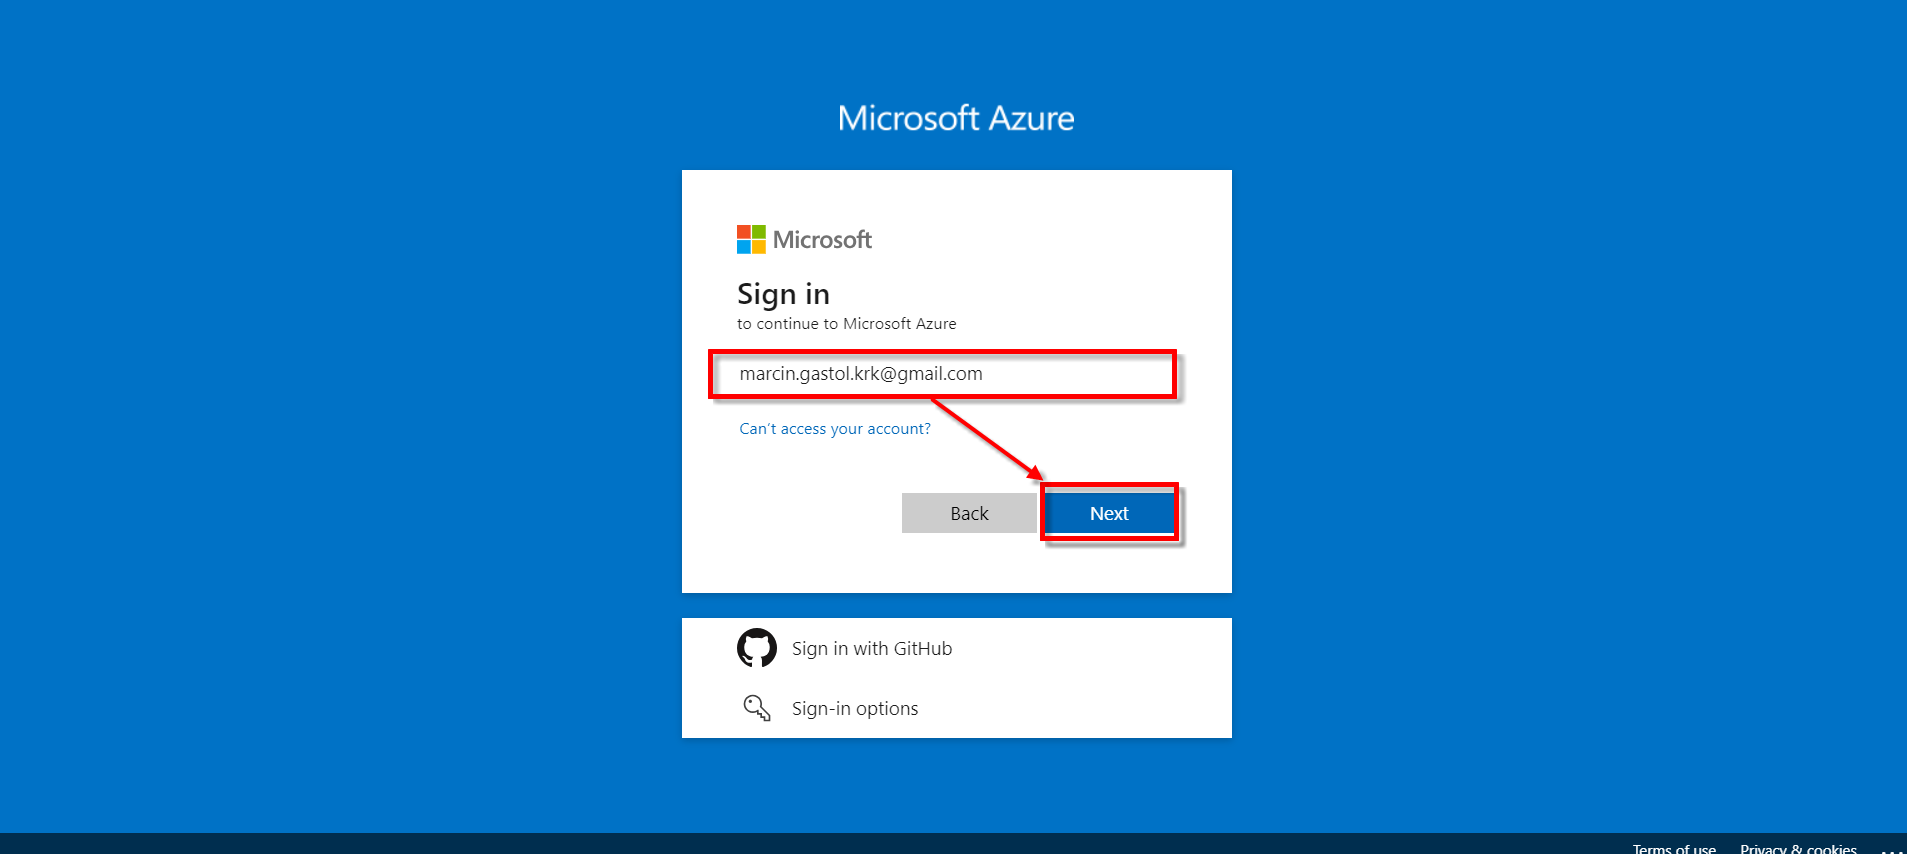 Microsoft Azure
Microsoft
Sign in
to continue to Microsoft Azure
marcin.gastol.krk@gmail.com
Can't access your account?
Back Next
Sign in with GitHub
Sign-in options
Terms of use Privacy & cookies ...